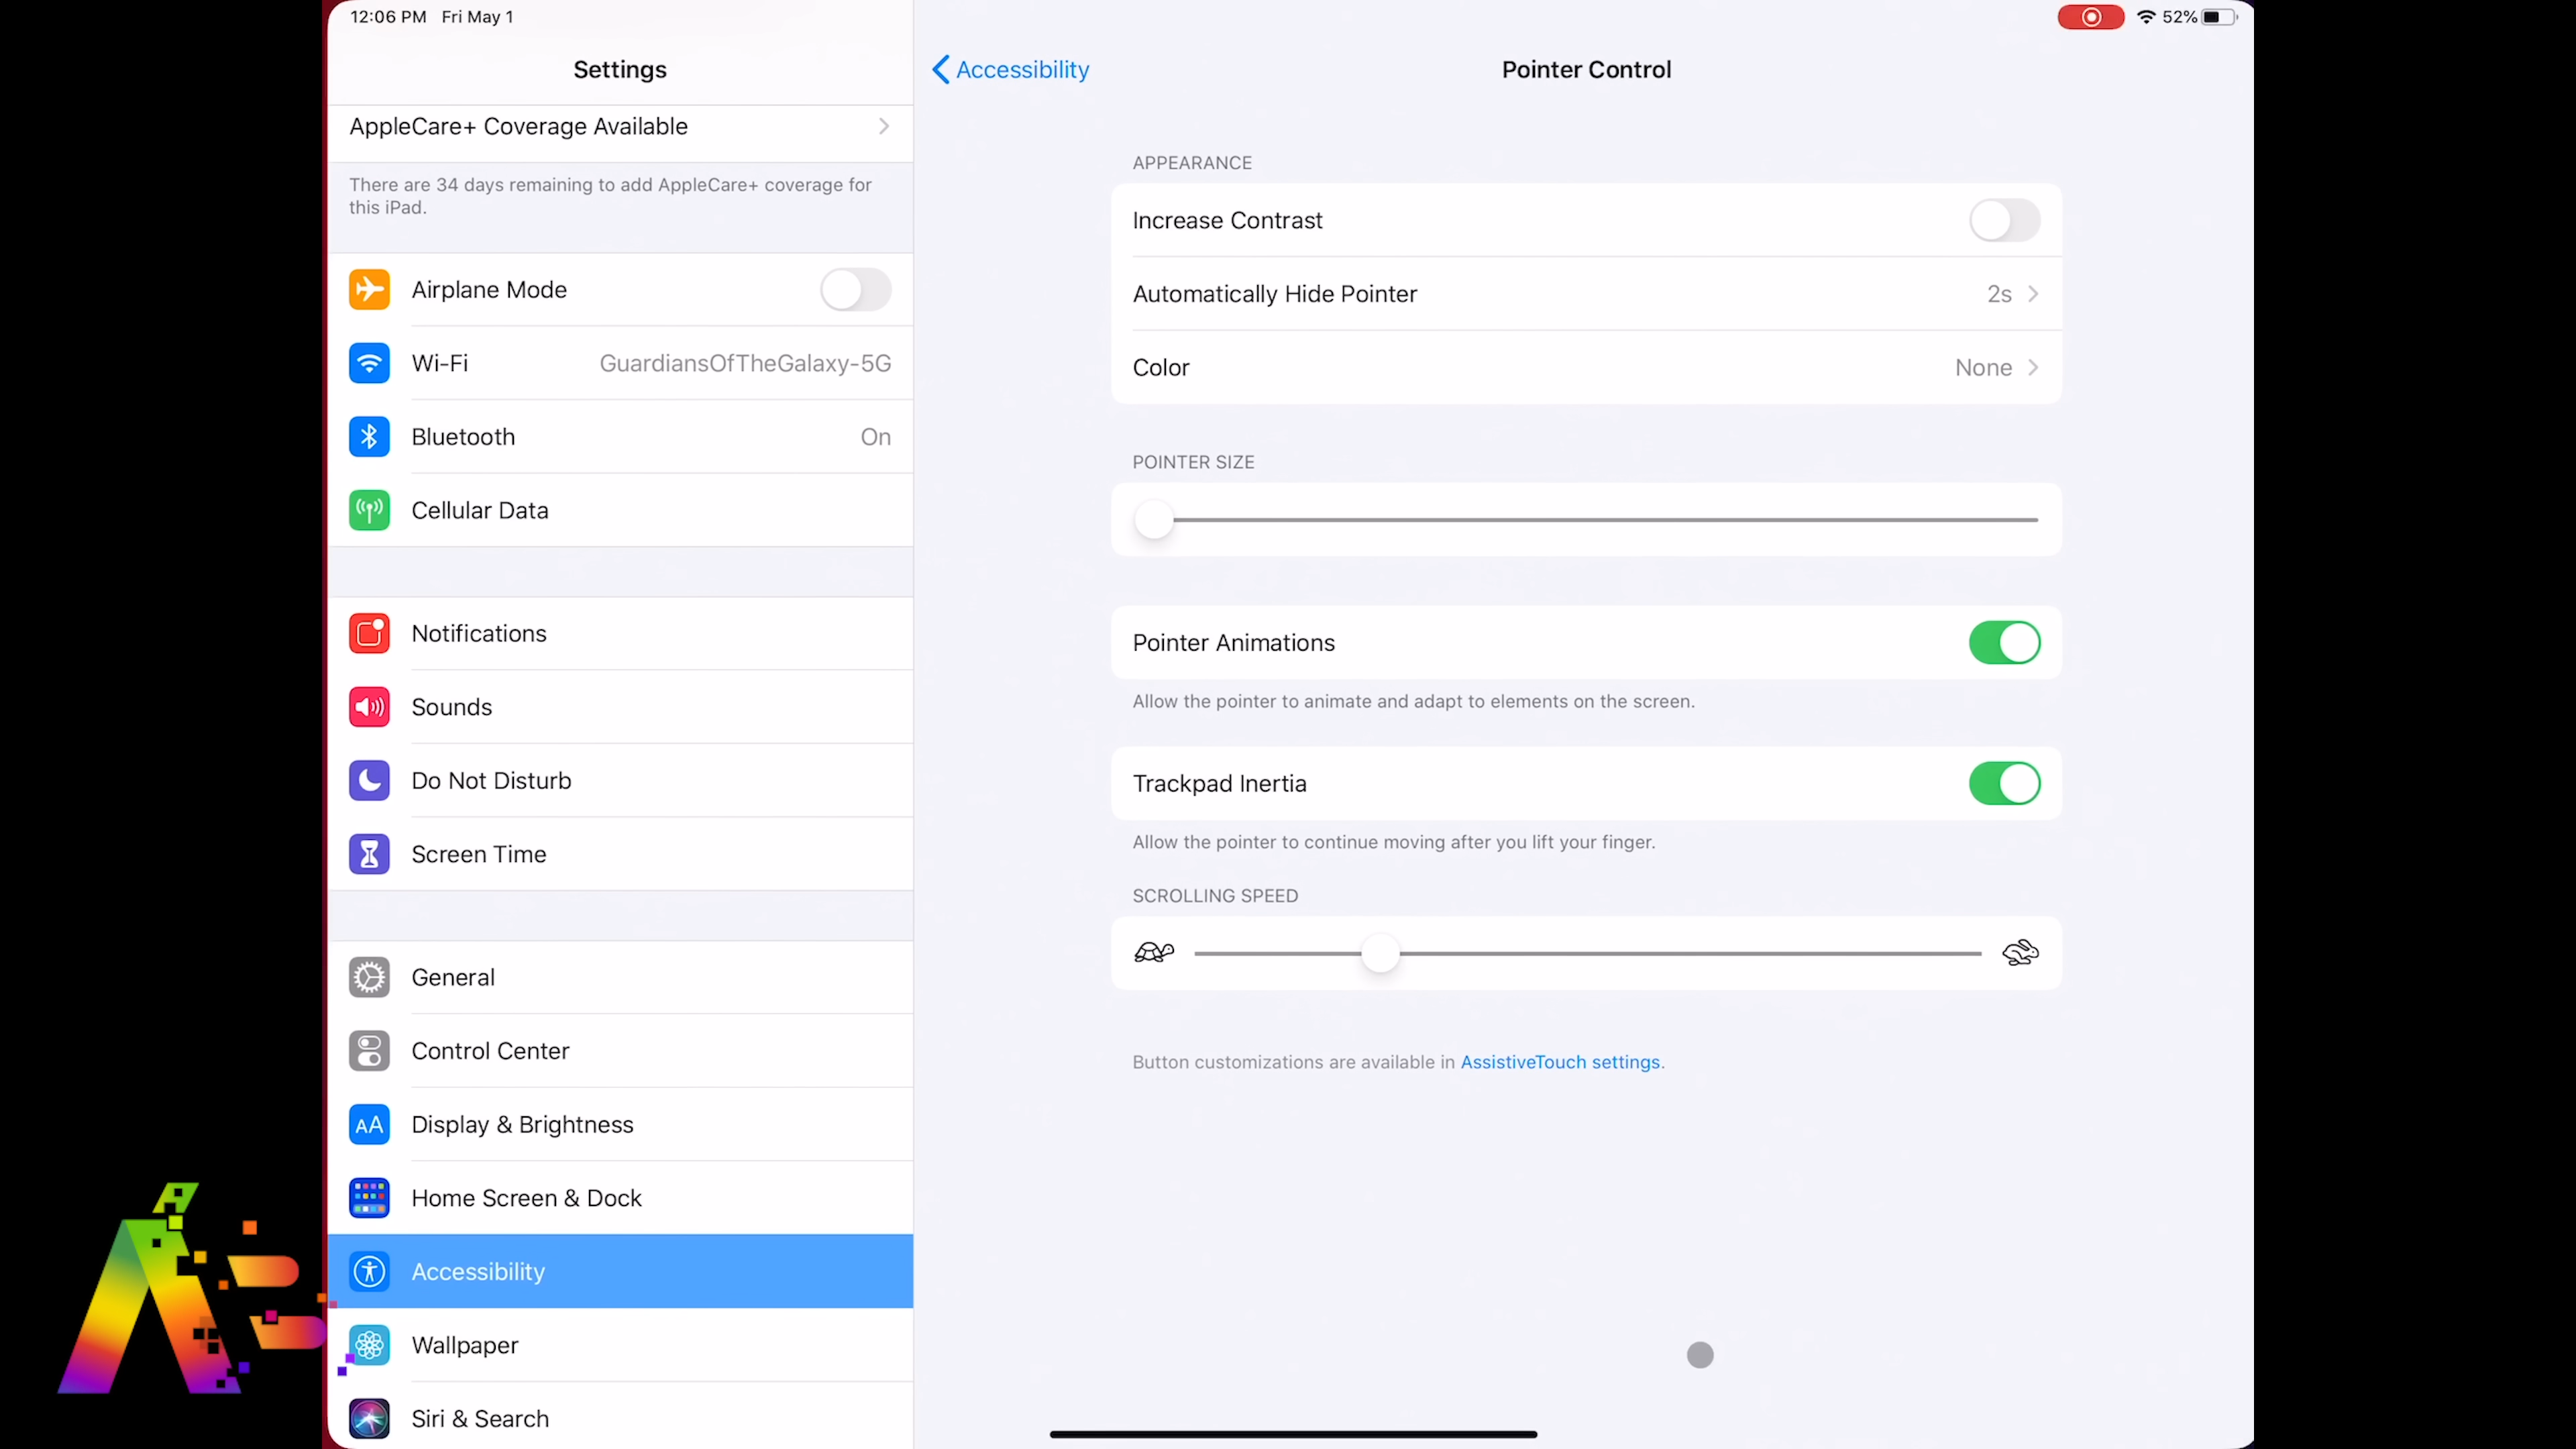 12:06 PM Fri May 1
52%
Settings
AppleCare+ Coverage Available
There are 34 days remaining to add AppleCare+ coverage for
this iPad.
Airplane Mode
Wi-Fi GuardiansOfTheGalaxy-5G
Bluetooth On
Cellular Data
Notifications
Sounds
Do Not Disturb
Screen Time
General
Control Center
AA Display & Brightness
Home Screen & Dock
Accessibility
Wallpaper
Siri & Search
Accessibility
Pointer Control
APPEARANCE
Increase Contrast
Automatically Hide Pointer 2s
Color None
POINTER SIZE
Pointer Animations
Allow the pointer to animate and adapt to elements on the screen.
Trackpad Inertia
Allow the pointer to continue moving after you lift your finger.
SCROLLING SPEED
Button customizations are available in AssistiveTouch settings.